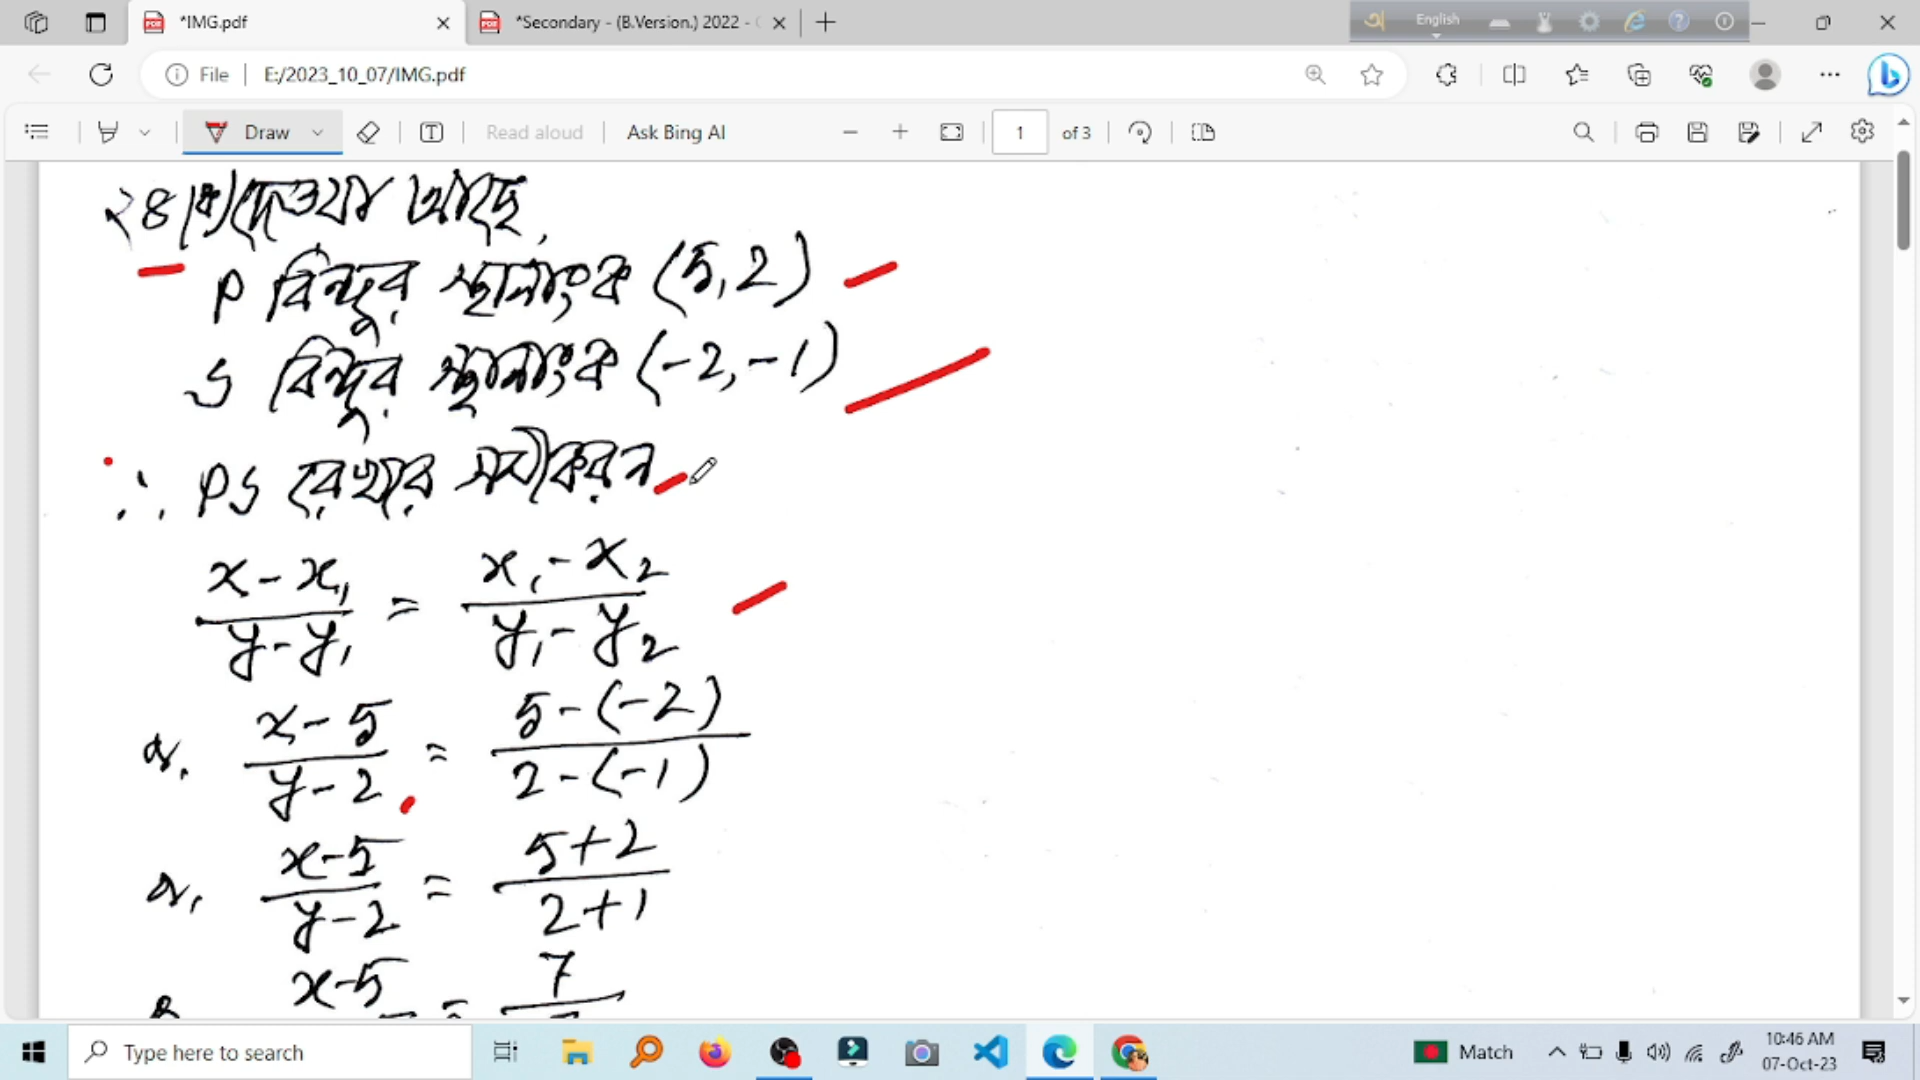 *IMG.pdf
*Secondary - (B.Version.) 2022 -
English
File
E:/2023_10_07/IMG.pdf
Draw
Read aloud
Ask Bing AI
1 of 3
২৪(ক) দেওয়া আছে,
P বিন্দুর স্থানাংক (5, 2)
S বিন্দুর স্থানাংক (-2, -1)
∴ PS রেখার সমীকরন
x - x₁ / y - y₁ = x₁ - x₂ / y₁ - y₂
বা, x - 5 / y - 2 = 5 - (-2) / 2 - (-1)
বা, x - 5 / y - 2 = 5 + 2 / 2 + 1
x - 5 = 7
Type here to search
Match
10:46 AM
07-Oct-23